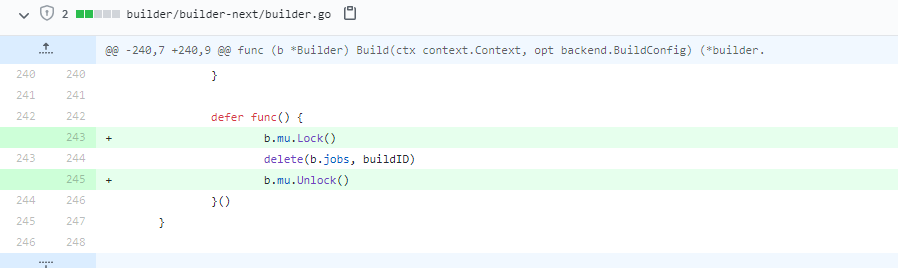 2 builder/builder-next/builder.go
@@ -240,7 +240,9 @@ func (b *Builder) Build(ctx context.Context, opt backend.BuildConfig) (*builder.
240 240 }
241 241
242 242 defer func() {
243 + b.mu.Lock()
243 244 delete(b.jobs, buildID)
245 + b.mu.Unlock()
244 246 }()
245 247 }
246 248